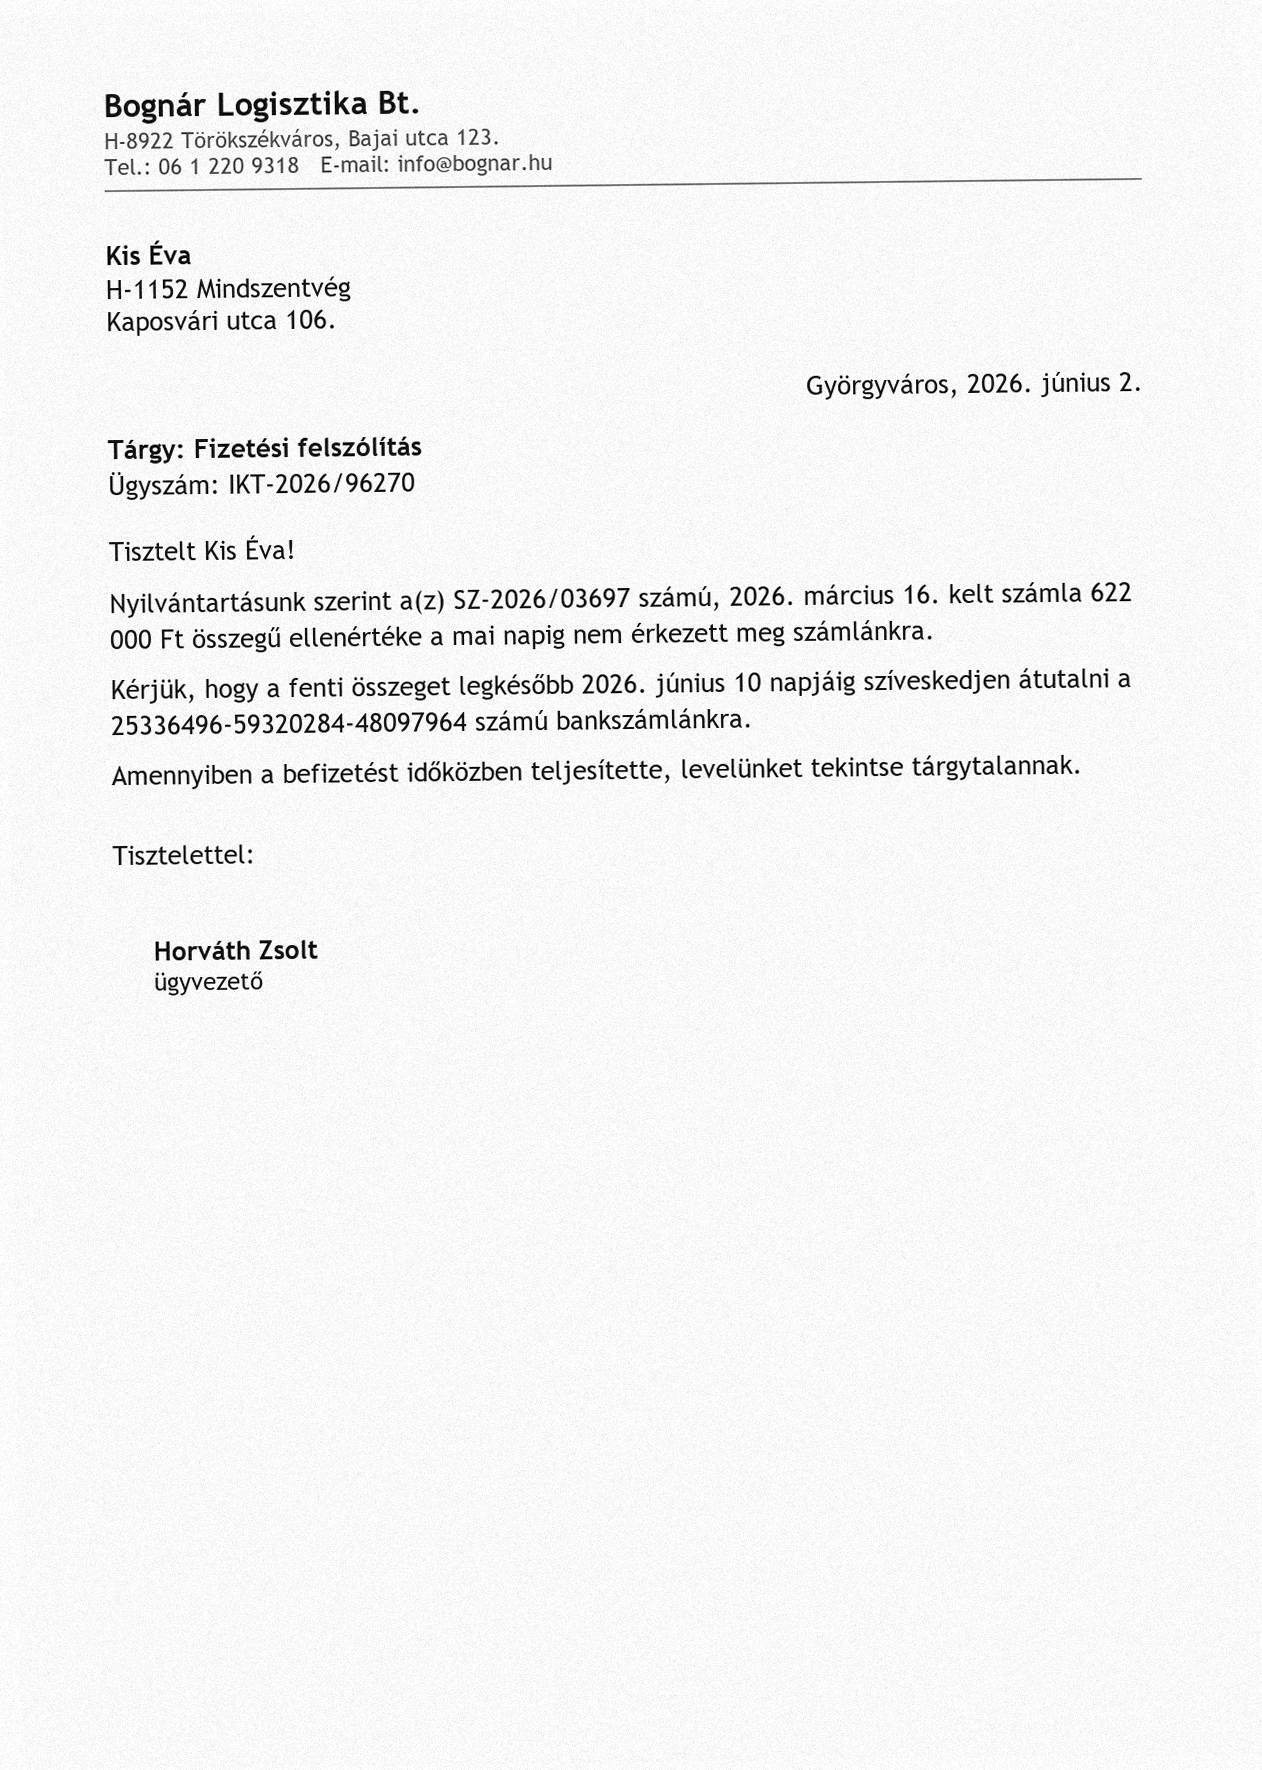 Bognár Logisztika Bt.
H-8922 Törökszékváros, Bajai utca 123.
Tel.: 06 1 220 9318 E-mail: info@bognar.hu
Kis Éva
H-1152 Mindszentvég
Kaposvári utca 106.
Györgyváros, 2026. június 2.
Tárgy: Fizetési felszólítás
Ügyszám: IKT-2026/96270
Tisztelt Kis Éva!
Nyilvántartásunk szerint a(z) SZ-2026/03697 számú, 2026. március 16. kelt számla 622
000 Ft összegű ellenértéke a mai napig nem érkezett meg számlánkra.
Kérjük, hogy a fenti összeget legkésőbb 2026. június 10 napjáig szíveskedjen átutalni a
25336496-59320284-48097964 számú bankszámlánkra.
Amennyiben a befizetést időközben teljesítette, levelünket tekintse tárgytalannak.
Tisztelettel:
Horváth Zsolt
ügyvezető